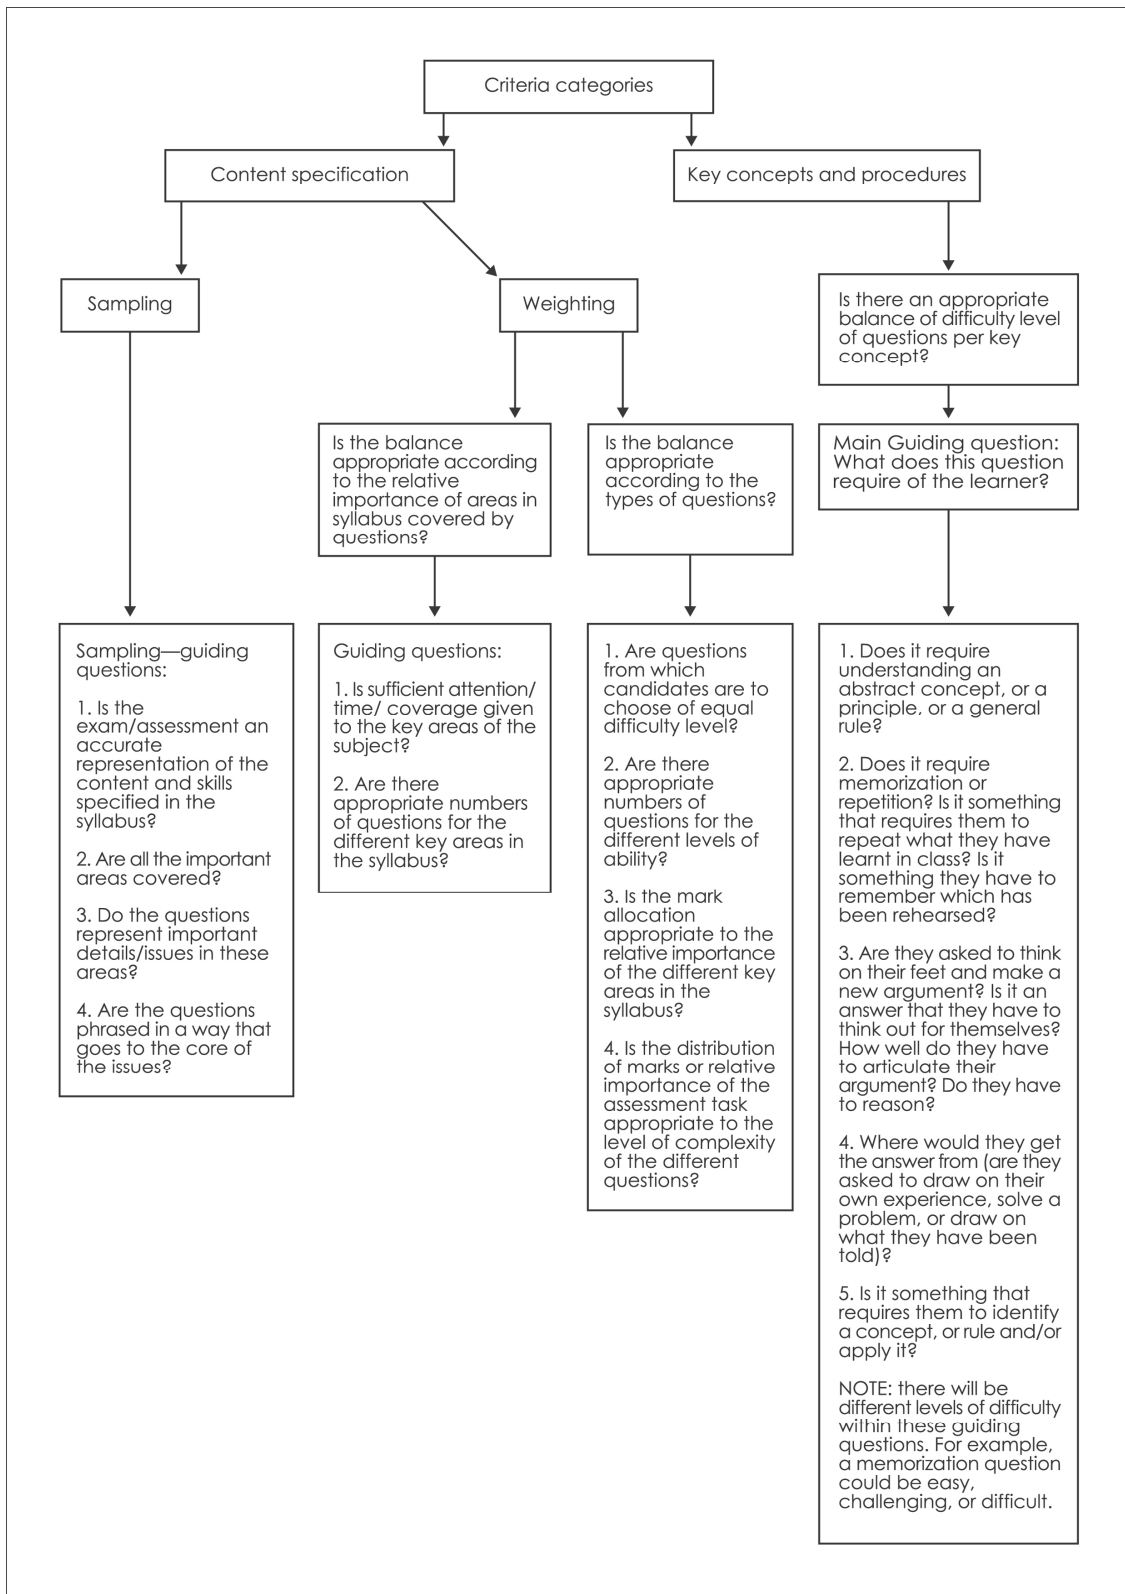 Criteria categories
Content specification
Key concepts and procedures
Sampling
Weighting
Is there an appropriate
balance of difficulty level
of questions per key
concept?
Is the balance
appropriate according
to the relative
importance of areas in
syllabus covered by
questions?
Is the balance
appropriate
according to the
types of questions?
Main Guiding question:
What does this question
require of the learner?
Sampling—guiding
questions:
1. Is the
exam/assessment an
accurate
representation of the
content and skills
specified in the
syllabus?
2. Are all the important
areas covered?
3. Do the questions
represent important
details/issues in these
areas?
4. Are the questions
phrased in a way that
goes to the core of
the issues?
Guiding questions:
1. Is sufficient attention/
time/ coverage given
to the key areas of the
subject?
2. Are there
appropriate numbers
of questions for the
different key areas in
the syllabus?
1. Are questions
from which
candidates are to
choose of equal
difficulty level?
2. Are there
appropriate
numbers of
questions for the
different levels of
ability?
3. Is the mark
allocation
appropriate to the
relative importance
of the different key
areas in the
syllabus?
4. Is the distribution
of marks or relative
importance of the
assessment task
appropriate to the
level of complexity
of the different
questions?
1. Does it require
understanding an
abstract concept, or a
principle, or a general
rule?
2. Does it require
memorization or
repetition? Is it something
that requires them to
repeat what they have
learnt in class? Is it
something they have to
remember which has
been rehearsed?
3. Are they asked to think
on their feet and make a
new argument? Is it an
answer that they have to
think out for themselves?
How well do they have
to articulate their
argument? Do they have
to reason?
4. Where would they get
the answer from (are they
asked to draw on their
own experience, solve a
problem, or draw on
what they have been
told)?
5. Is it something that
requires them to identify
a concept, or rule and/or
apply it?
NOTE: there will be
different levels of difficulty
within these guiding
questions. For example,
a memorization question
could be easy,
challenging, or difficult.